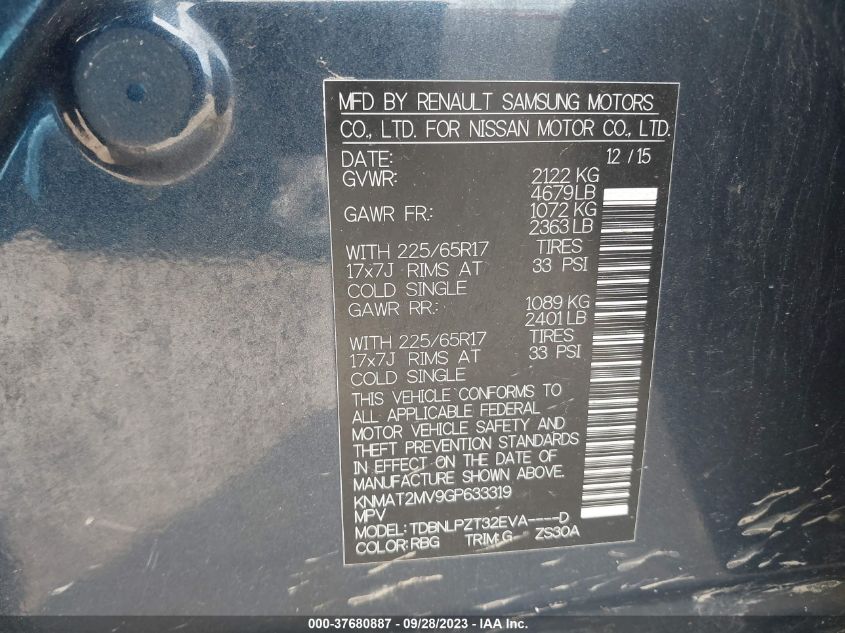 MFD BY RENAULT SAMSUNG MOTORS
CO., LTD. FOR NISSAN MOTOR CO., LTD.
DATE: 12 / 15
GVWR: 2122 KG
4679 LB
GAWR FR.: 1072 KG
2363 LB
WITH 225/65R17 TIRES
17x7J RIMS AT 33 PSI
COLD SINGLE
GAWR RR.: 1089 KG
2401 LB
WITH 225/65R17 TIRES
17x7J RIMS AT 33 PSI
COLD SINGLE
THIS VEHICLE CONFORMS TO
ALL APPLICABLE FEDERAL
MOTOR VEHICLE SAFETY AND
THEFT PREVENTION STANDARDS
IN EFFECT ON THE DATE OF
MANUFACTURE SHOWN ABOVE.
KNMAT2MV9GP633319
MPV
MODEL: TDBNLPZT32EVA----D
COLOR: RBG TRIM: G ZS30A
000-37680887 - 09/28/2023 - IAA Inc.